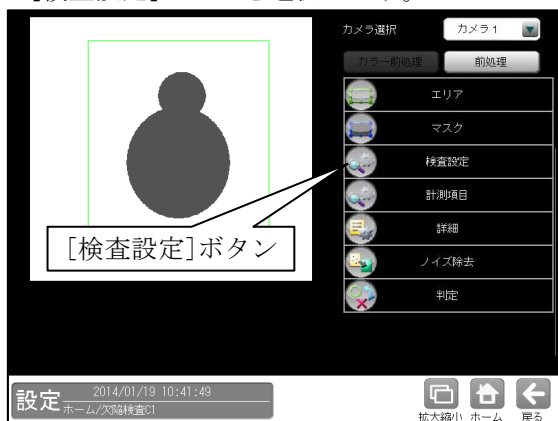 カメラ選択
カメラ1
カラー前処理
前処理
エリア
マスク
検査設定
計測項目
詳細
ノイズ除去
判定
[検査設定]ボタン
設定
2014/01/19 10:41:49
ホーム/欠陥検査C1
拡大縮小
ホーム
戻る